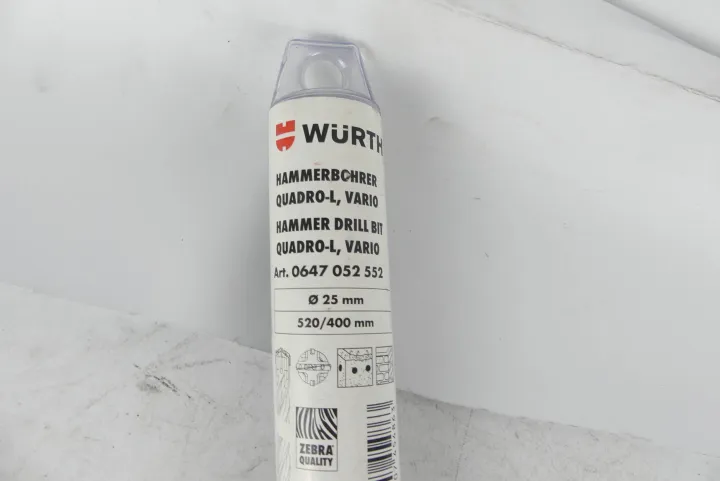 WÜRTH
HAMMERBOHRER
QUADRO-L, VARIO
HAMMER DRILL BIT
QUADRO-L, VARIO
Art. 0647 052 552
Ø 25 mm
520/400 mm
ZEBRA
QUALITY